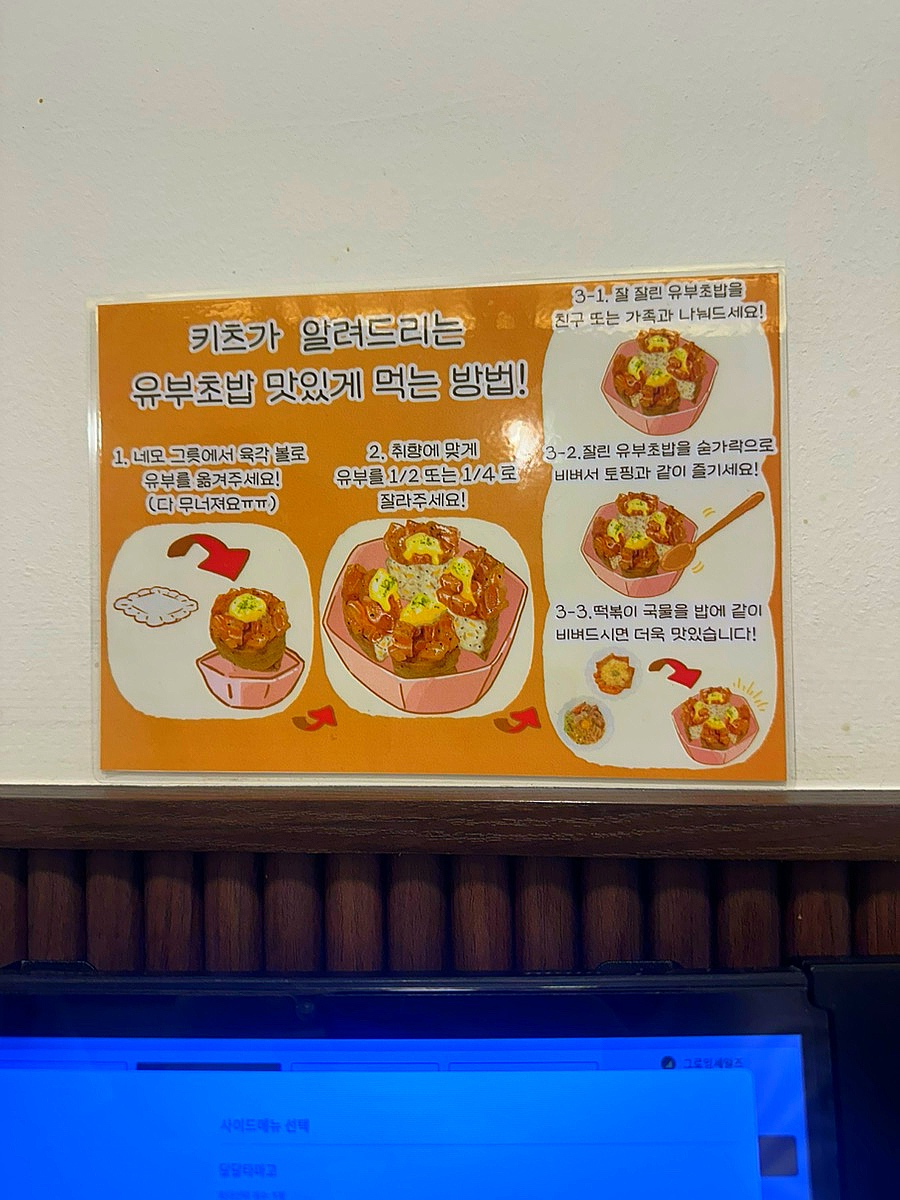 키츠가 알려드리는
유부초밥 맛있게 먹는 방법!
1. 네모 그릇에서 육각 볼로
유부를 옮겨주세요!
(다 무너져요ㅠㅠ)
2. 취향에 맞게
유부를 1/2 또는 1/4 로
잘라주세요!
3-1. 잘 잘린 유부초밥을
친구 또는 가족과 나눠드세요!
3-2.잘린 유부초밥을 숟가락으로
비벼서 토핑과 같이 즐기세요!
3-3.떡볶이 국물을 밥에 같이
비벼드시면 더욱 맛있습니다!
사이드메뉴 선택